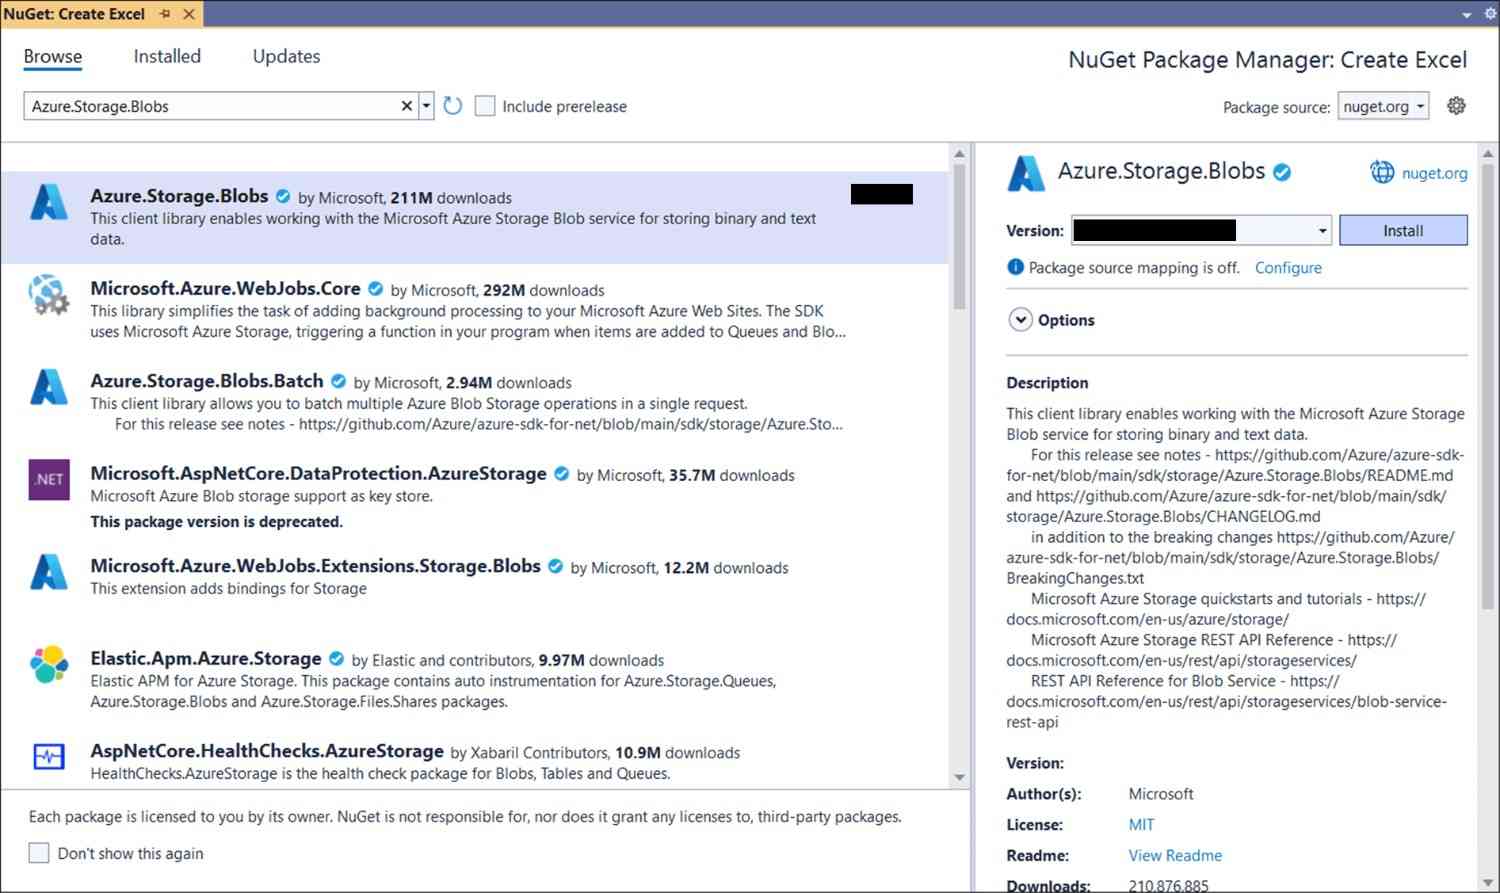 NuGet: Create Excel
Browse Installed Updates
NuGet Package Manager: Create Excel
Azure.Storage.Blobs
Include prerelease
Package source: nuget.org
Azure.Storage.Blobs by Microsoft, 211M downloads
This client library enables working with the Microsoft Azure Storage Blob service for storing binary and text
data.
Microsoft.Azure.WebJobs.Core by Microsoft, 292M downloads
This library simplifies the task of adding background processing to your Microsoft Azure Web Sites. The SDK
uses Microsoft Azure Storage, triggering a function in your program when items are added to Queues and Blo...
Azure.Storage.Blobs.Batch by Microsoft, 2.94M downloads
This client library allows you to batch multiple Azure Blob Storage operations in a single request.
For this release see notes - https://github.com/Azure/azure-sdk-for-net/blob/main/sdk/storage/Azure.Sto...
.NET
Microsoft.AspNetCore.DataProtection.AzureStorage by Microsoft, 35.7M downloads
Microsoft Azure Blob storage support as key store.
This package version is deprecated.
Microsoft.Azure.WebJobs.Extensions.Storage.Blobs by Microsoft, 12.2M downloads
This extension adds bindings for Storage
Elastic.Apm.Azure.Storage by Elastic and contributors, 9.97M downloads
Elastic APM for Azure Storage. This package contains auto instrumentation for Azure.Storage.Queues,
Azure.Storage.Blobs and Azure.Storage.Files.Shares packages.
AspNetCore.HealthChecks.AzureStorage by Xabaril Contributors, 10.9M downloads
HealthChecks.AzureStorage is the health check package for Blobs, Tables and Queues.
Each package is licensed to you by its owner. NuGet is not responsible for, nor does it grant any licenses to, third-party packages.
Don't show this again
Azure.Storage.Blobs
nuget.org
Version:
Install
Package source mapping is off. Configure
Options
Description
This client library enables working with the Microsoft Azure Storage
Blob service for storing binary and text data.
For this release see notes - https://github.com/Azure/azure-sdk-
for-net/blob/main/sdk/storage/Azure.Storage.Blobs/README.md
and https://github.com/Azure/azure-sdk-for-net/blob/main/sdk/
storage/Azure.Storage.Blobs/CHANGELOG.md
in addition to the breaking changes https://github.com/Azure/
azure-sdk-for-net/blob/main/sdk/storage/Azure.Storage.Blobs/
BreakingChanges.txt
Microsoft Azure Storage quickstarts and tutorials - https://
docs.microsoft.com/en-us/azure/storage/
Microsoft Azure Storage REST API Reference - https://
docs.microsoft.com/en-us/rest/api/storageservices/
REST API Reference for Blob Service - https://
docs.microsoft.com/en-us/rest/api/storageservices/blob-service-
rest-api
Version:
Author(s): Microsoft
License: MIT
Readme: View Readme
Downloads: 210,876,885